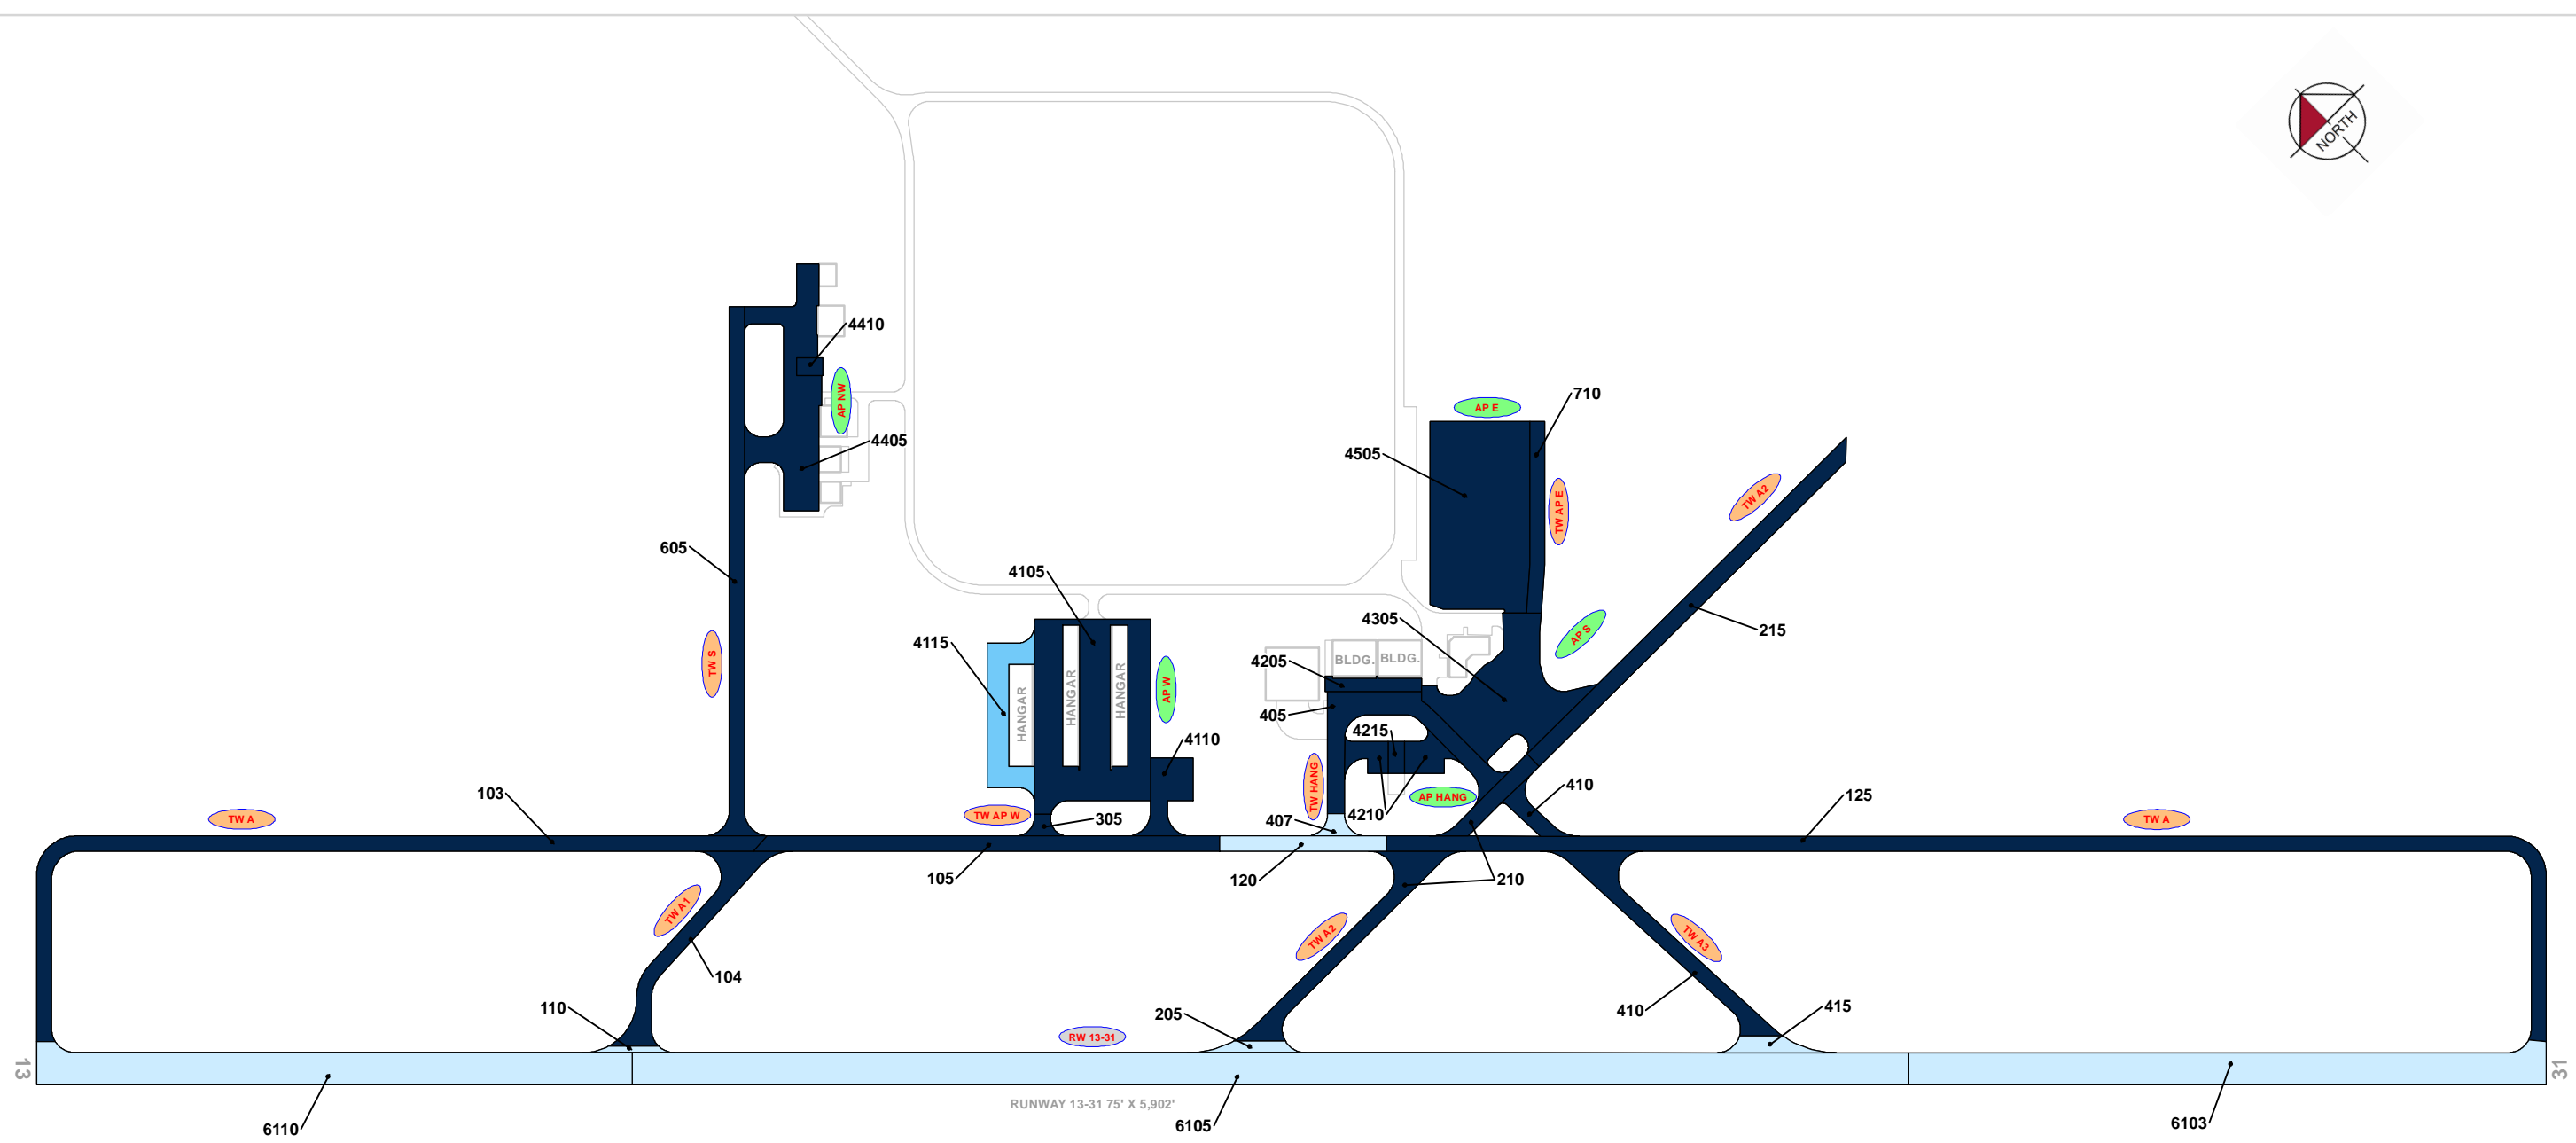 NORTH
4410
AP NW
4405
AP E
710
4505
TW AP E
TW A2
605
4105
4305
AP S
215
4115
TW S
HANGAR
HANGAR
HANGAR
AP W
4205
BLDG.
BLDG.
405
4215
4110
TW HANG
AP HANG
410
103
125
TW A
TW AP W
305
407
4210
TW A
105
120
210
TW A1
TW A2
TW A3
104
110
205
RW 13-31
410
415
13
31
RUNWAY 13-31 75' X 5,902'
6110
6105
6103